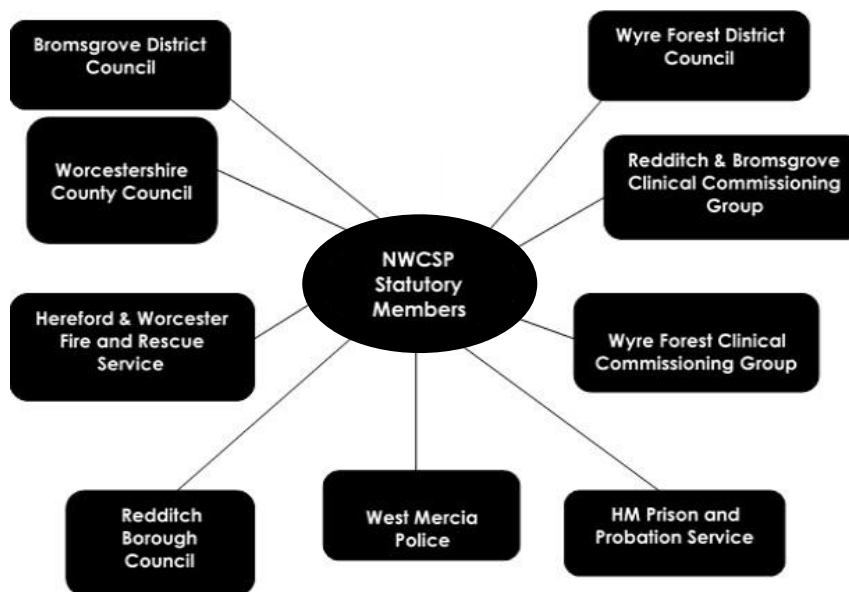 Bromsgrove District
Council
Wyre Forest District
Council
Worcestershire
County Council
Redditch & Bromsgrove
Clinical Commissioning
Group
NWCSP
Statutory
Members
Hereford & Worcester
Fire and Rescue
Service
Wyre Forest Clinical
Commissioning Group
Redditch
Borough
Council
West Mercia
Police
HM Prison and
Probation Service